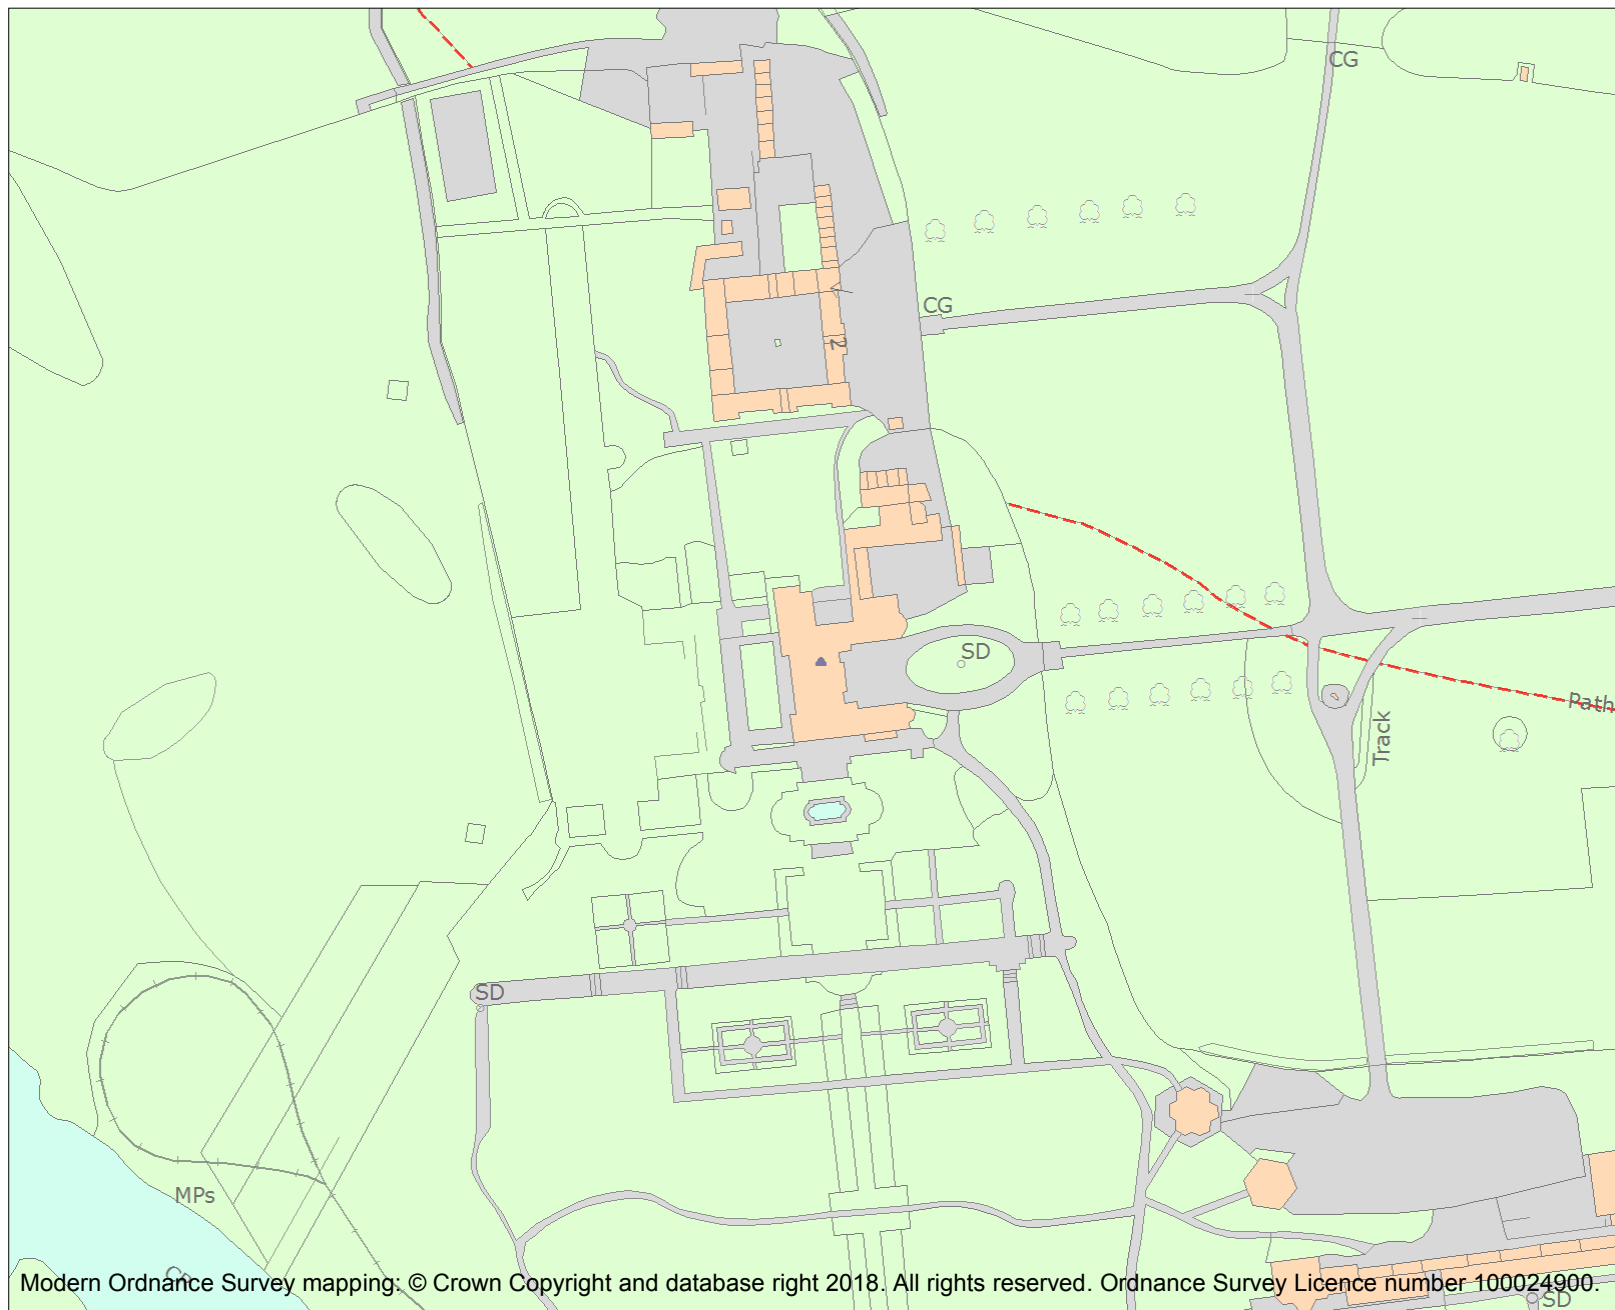 CG
CG
2
SD
Path
Track
SD
MPs
Modern Ordnance Survey mapping: © Crown Copyright and database right 2018. All rights reserved. Ordnance Survey Licence number 100024900.
SD